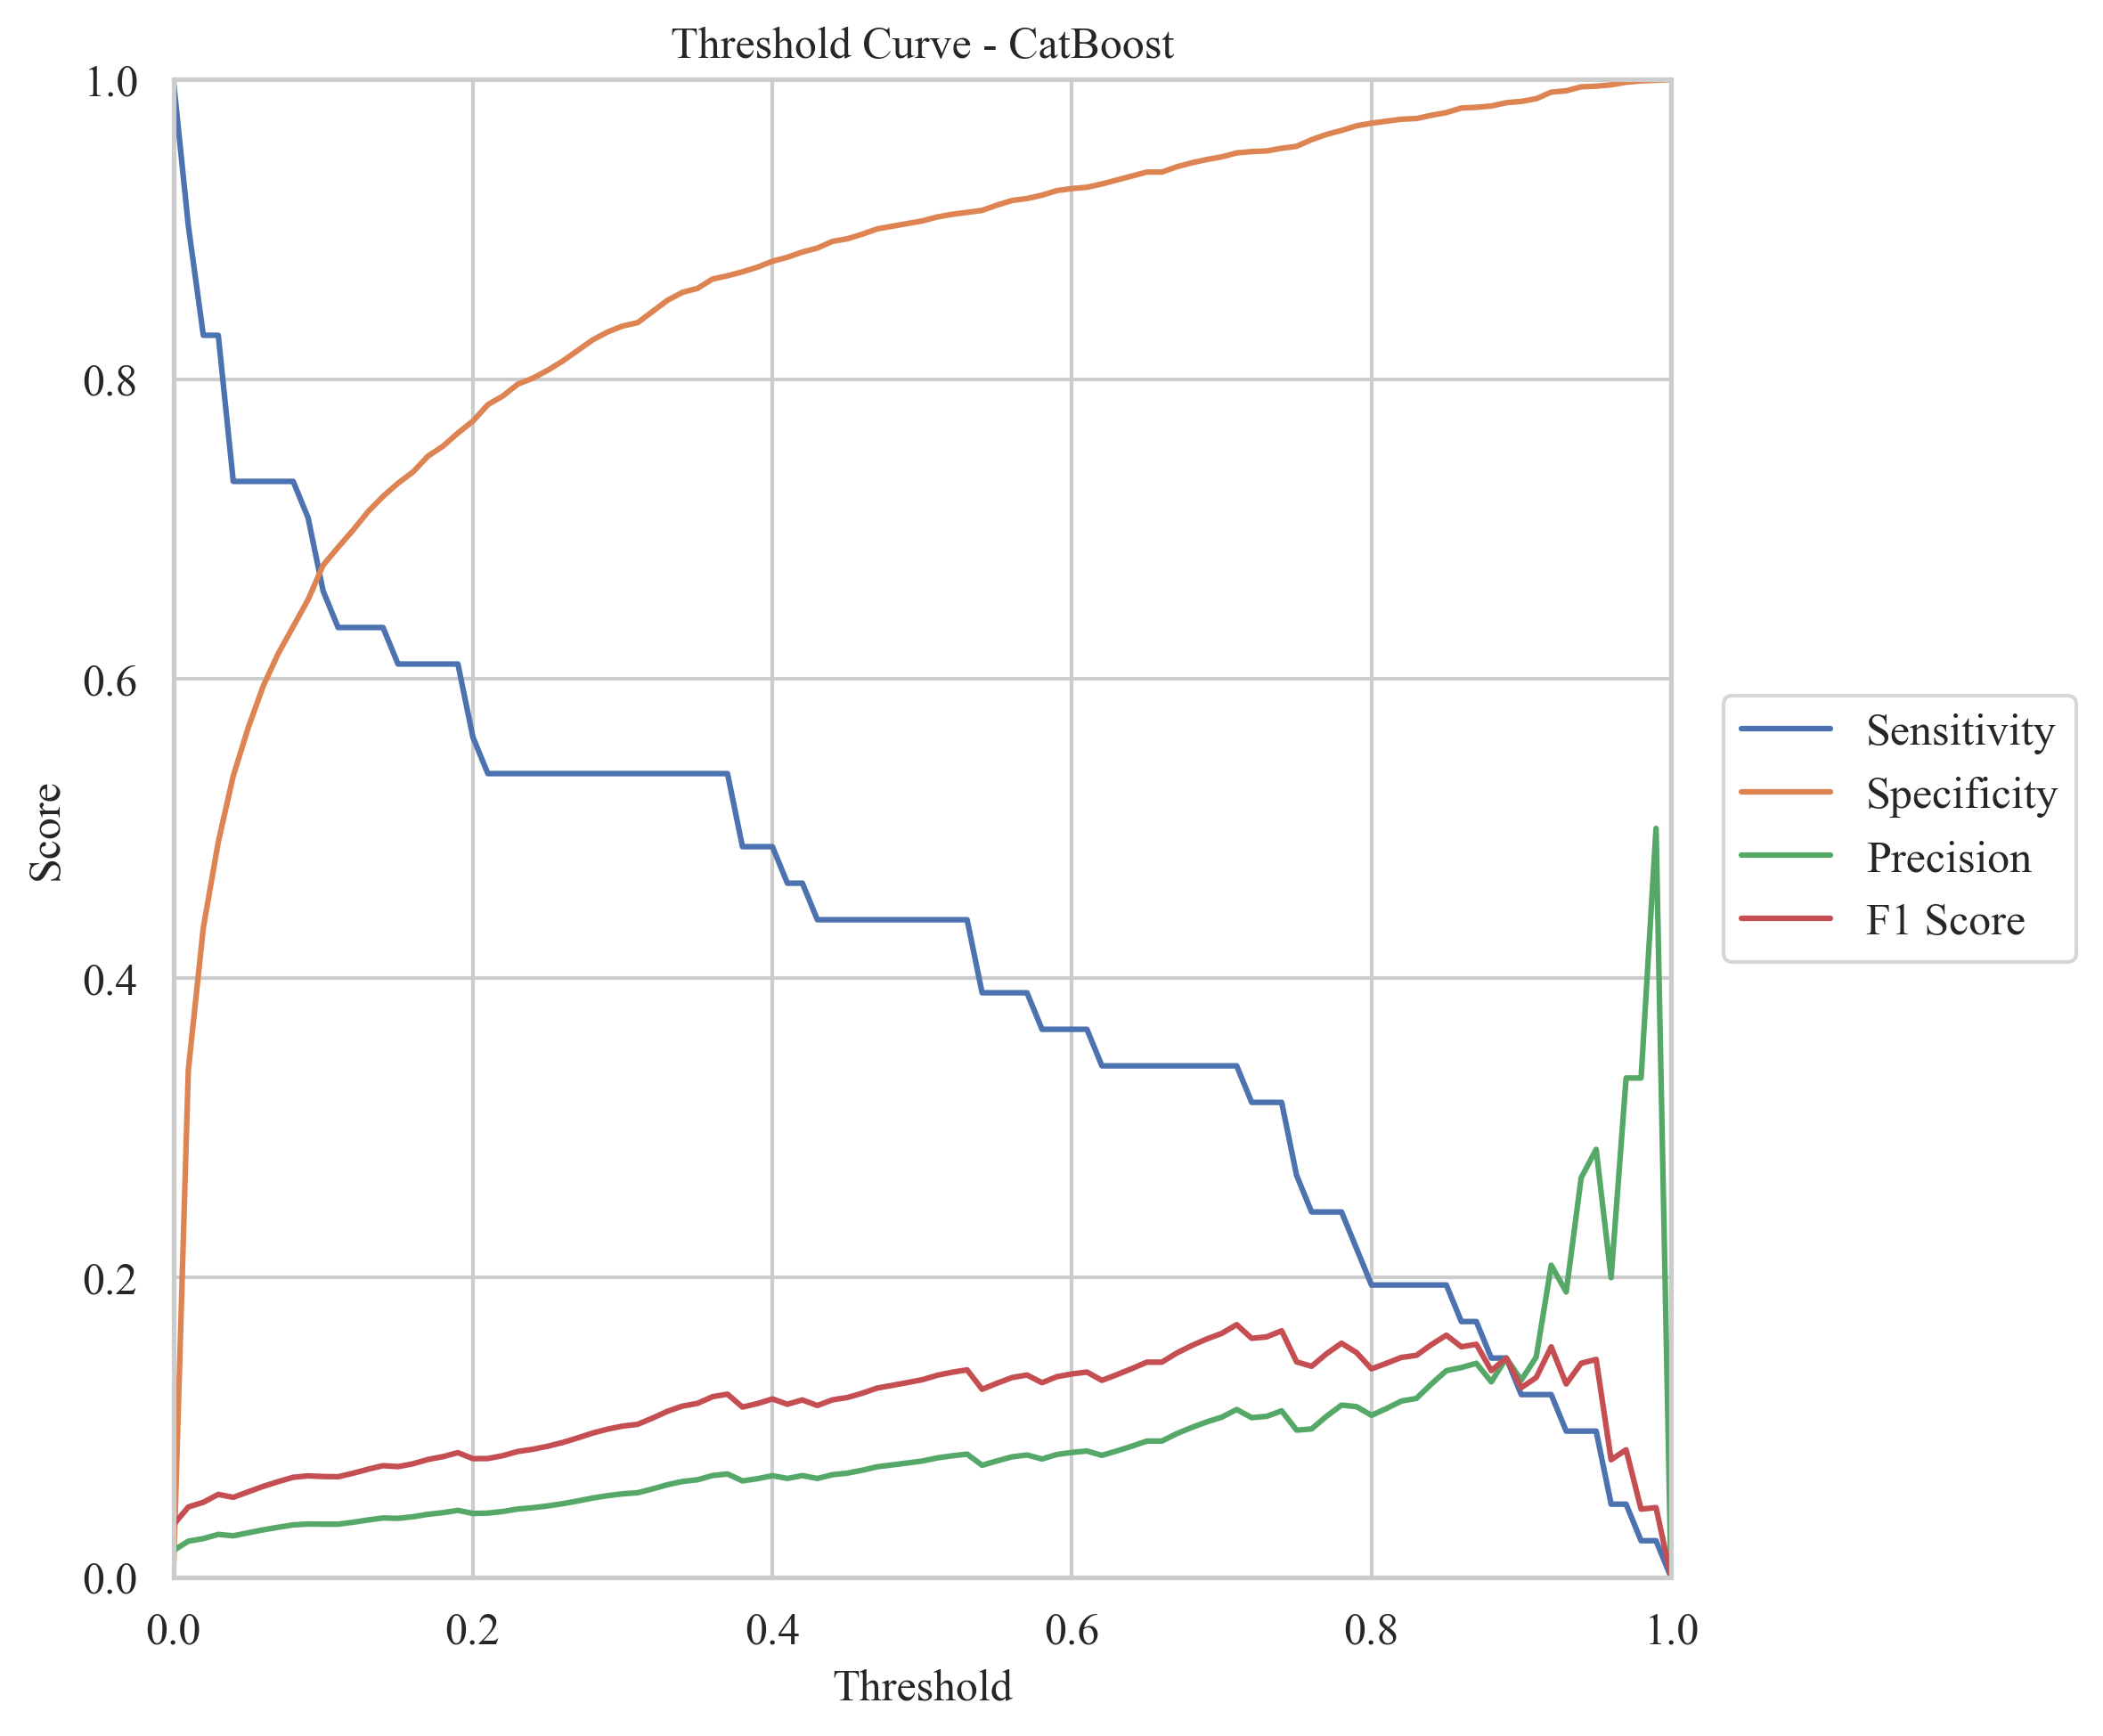 Threshold Curve - CatBoost
1.0
0.8
0.6
0.4
0.2
0.0
Score
0.0 0.2 0.4 0.6 0.8 1.0
Threshold
Sensitivity
Specificity
Precision
F1 Score